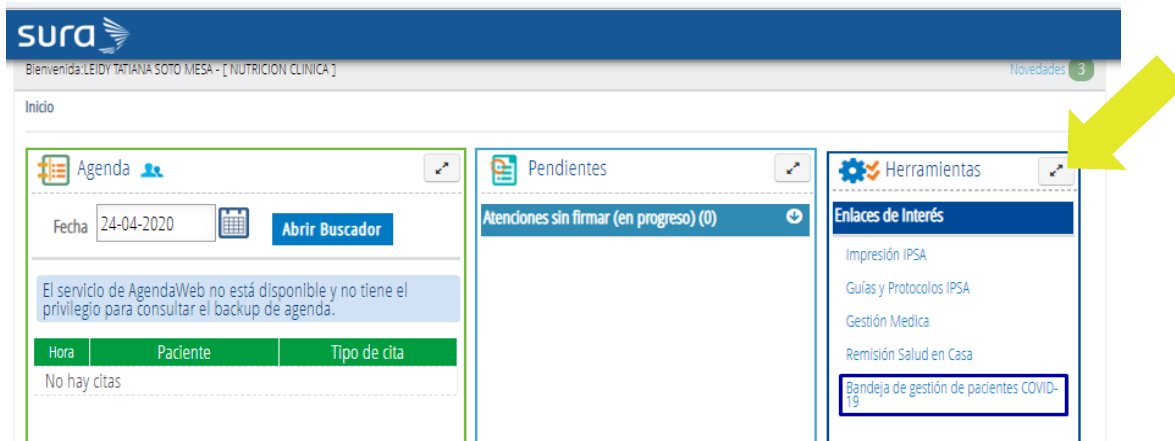 sura
Bienvenida:LEIDY TATIANA SOTO MESA - [ NUTRICION CLINICA ]
Novedades 3
Inicio
Agenda
Fecha 24-04-2020 Abrir Buscador
El servicio de AgendaWeb no está disponible y no tiene el
privilegio para consultar el backup de agenda.
Hora Paciente Tipo de cita
No hay citas
Pendientes
Atenciones sin firmar (en progreso) (0)
Herramientas
Enlaces de Interés
Impresión IPSA
Guías y Protocolos IPSA
Gestión Medica
Remisión Salud en Casa
Bandeja de gestión de pacientes COVID-
19